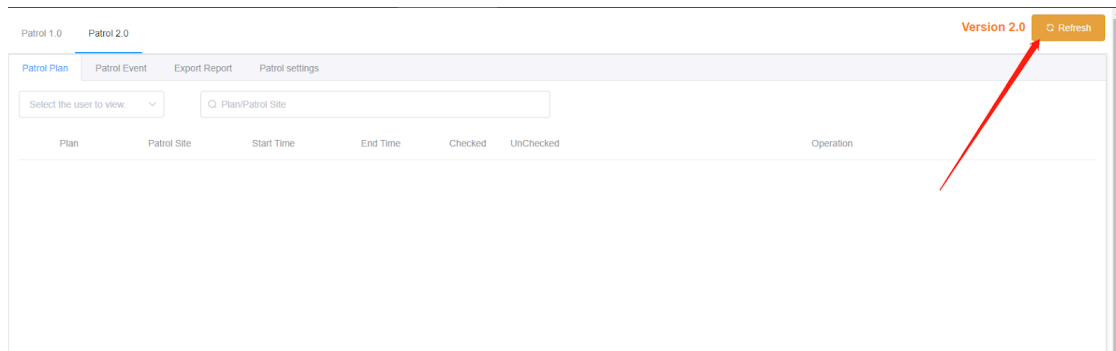 Patrol 1.0 Patrol 2.0 Version 2.0 Refresh
Patrol Plan Patrol Event Export Report Patrol settings
Select the user to view. Plan/Patrol Site
Plan Patrol Site Start Time End Time Checked UnChecked Operation